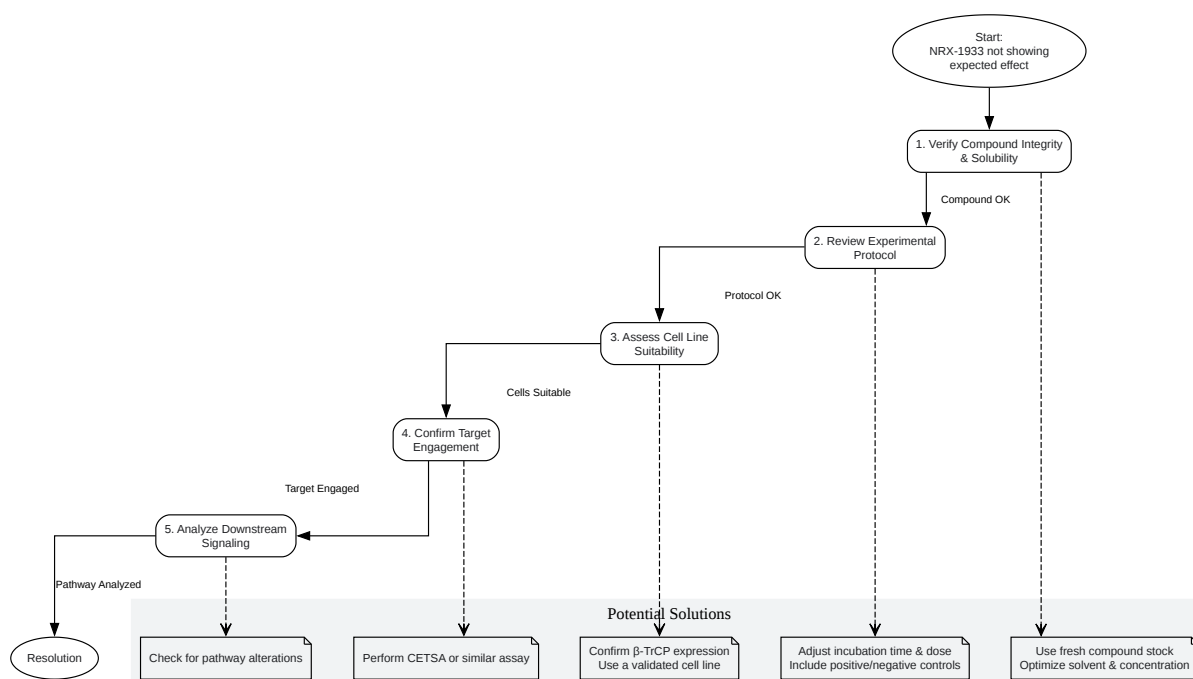 Start:
NRX-1933 not showing
expected effect
1. Verify Compound Integrity
& Solubility
Compound OK
2. Review Experimental
Protocol
Protocol OK
3. Assess Cell Line
Suitability
Cells Suitable
4. Confirm Target
Engagement
Target Engaged
5. Analyze Downstream
Signaling
Pathway Analyzed
Potential Solutions
Resolution
Check for pathway alterations
Perform CETSA or similar assay
Confirm β-TrCP expression
Use a validated cell line
Adjust incubation time & dose
Include positive/negative controls
Use fresh compound stock
Optimize solvent & concentration